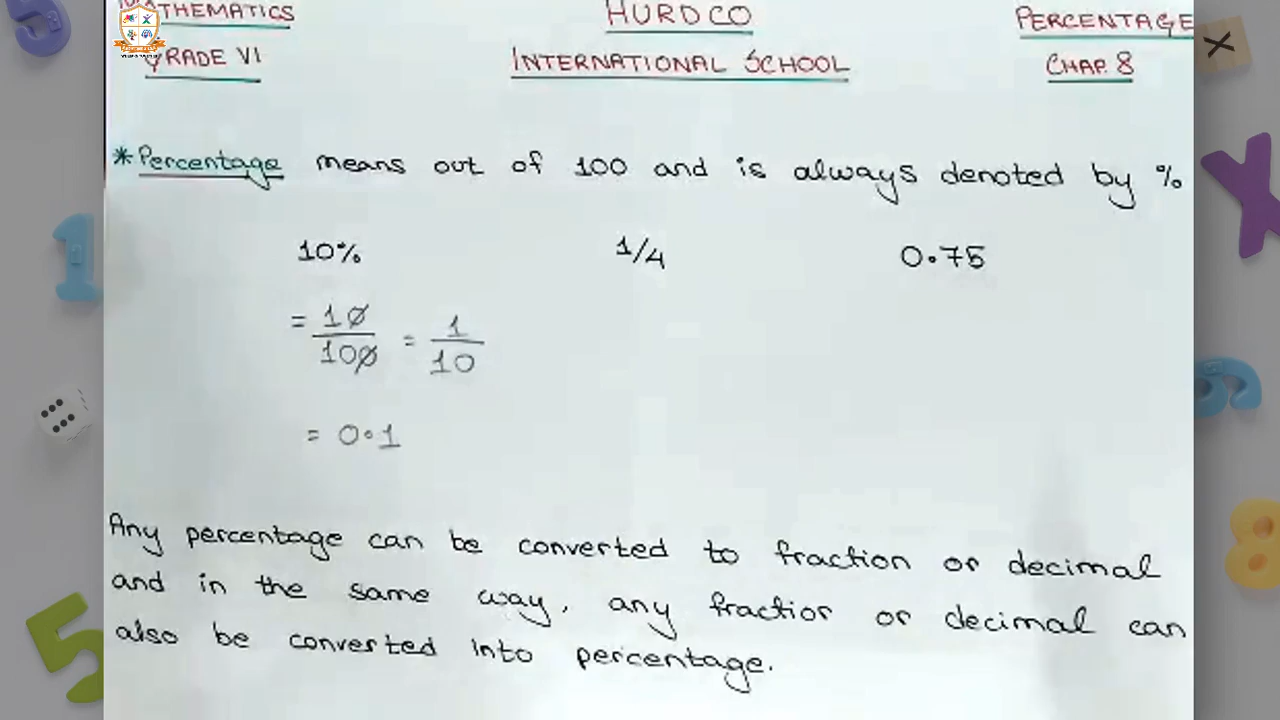 MATHEMATICS
HURDCO
PERCENTAGE
GRADE VI
INTERNATIONAL SCHOOL
CHAP. 8
*Percentage means out of 100 and is always denoted by %
10% 1/4 0.75
= 10/100 = 1/10
= 0.1
Any percentage can be converted to fraction or decimal
and in the same way, any fraction or decimal can
also be converted into percentage.